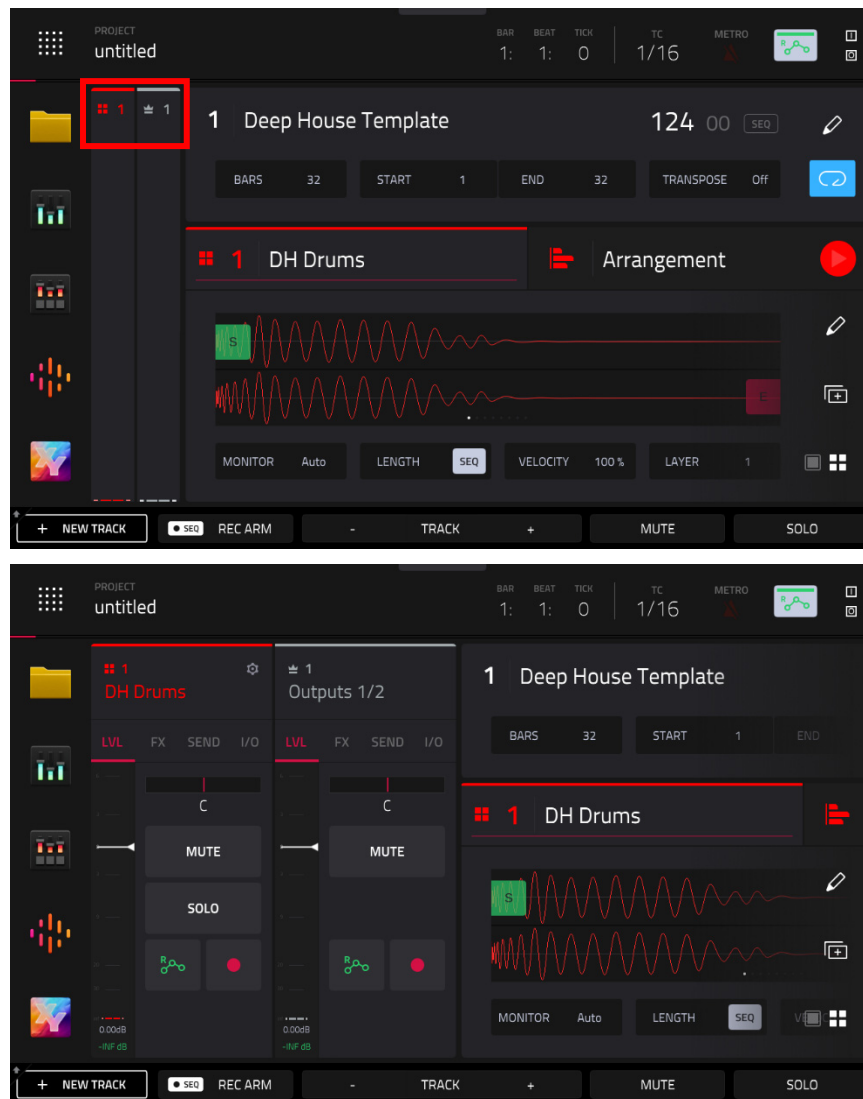 PROJECT BAR BEAT TICK TC METRO
untitled 1: 1: 0 1/16
1 1
1 Deep House Template 124 00 SEQ
BARS 32 START 1 END 32 TRANSPOSE Off
1 DH Drums Arrangement
S
E
MONITOR Auto LENGTH SEQ VELOCITY 100 % LAYER 1
+ NEW TRACK SEQ REC ARM - TRACK + MUTE SOLO
PROJECT BAR BEAT TICK TC METRO
untitled 1: 1: 0 1/16
1 1 1 Deep House Template
DH Drums Outputs 1/2
BARS 32 START 1 END
LVL FX SEND I/O LVL FX SEND I/O
C C
1 DH Drums
MUTE MUTE
SOLO
S
R R
0.00dB 0.00dB
-INF dB -INF dB
MONITOR Auto LENGTH SEQ
+ NEW TRACK SEQ REC ARM - TRACK + MUTE SOLO